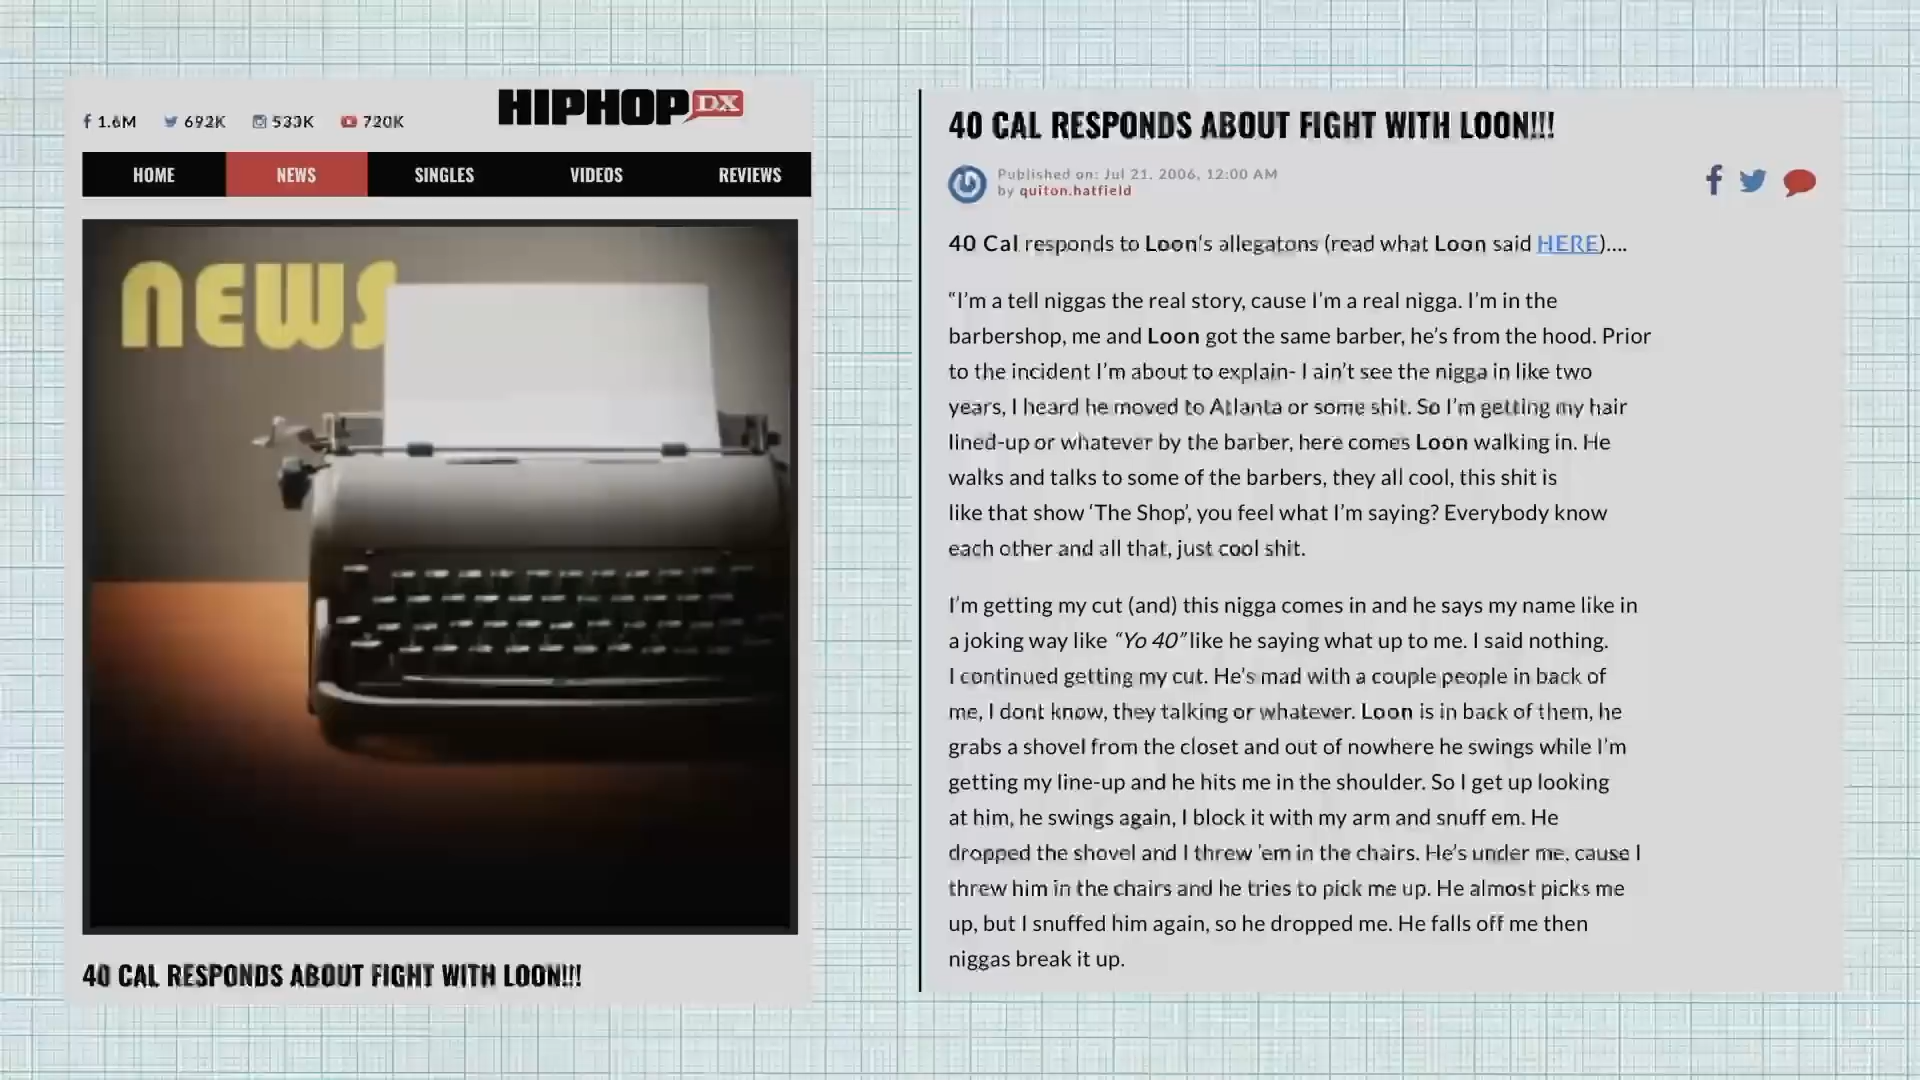 1.6M 692K 533K 720K
HIPHOPDX
HOME NEWS SINGLES VIDEOS REVIEWS
NEWS
40 CAL RESPONDS ABOUT FIGHT WITH LOON!!!
40 CAL RESPONDS ABOUT FIGHT WITH LOON!!!
Published on: Jul 21, 2006, 12:00 AM
by quiton.hatfield
40 Cal responds to Loon's allegatons (read what Loon said HERE)....
“I'm a tell niggas the real story, cause I'm a real nigga. I'm in the
barbershop, me and Loon got the same barber, he's from the hood. Prior
to the incident I'm about to explain- I ain't see the nigga in like two
years, I heard he moved to Atlanta or some shit. So I'm getting my hair
lined-up or whatever by the barber, here comes Loon walking in. He
walks and talks to some of the barbers, they all cool, this shit is
like that show ‘The Shop’, you feel what I'm saying? Everybody know
each other and all that, just cool shit.
I'm getting my cut (and) this nigga comes in and he says my name like in
a joking way like “Yo 40” like he saying what up to me. I said nothing.
I continued getting my cut. He's mad with a couple people in back of
me, I dont know, they talking or whatever. Loon is in back of them, he
grabs a shovel from the closet and out of nowhere he swings while I'm
getting my line-up and he hits me in the shoulder. So I get up looking
at him, he swings again, I block it with my arm and snuff em. He
dropped the shovel and I threw 'em in the chairs. He's under me, cause I
threw him in the chairs and he tries to pick me up. He almost picks me
up, but I snuffed him again, so he dropped me. He falls off me then
niggas break it up.